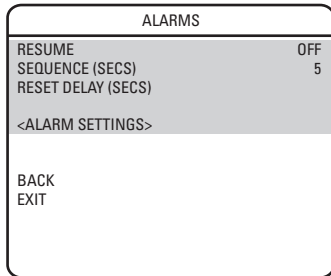 ALARMS
RESUME OFF
SEQUENCE (SECS) 5
RESET DELAY (SECS)
<ALARM SETTINGS>
BACK
EXIT